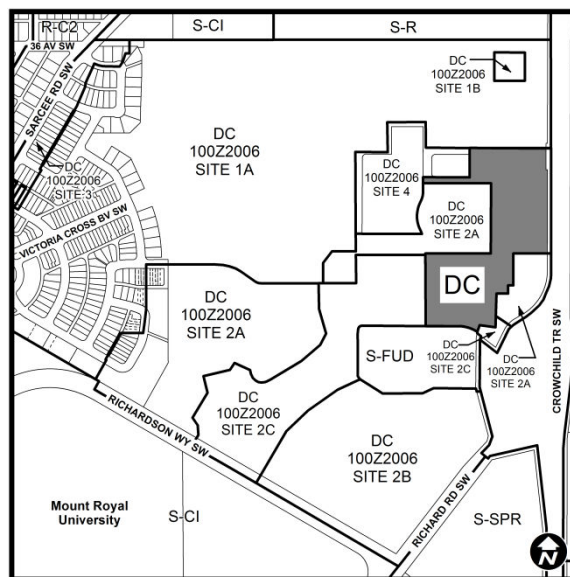 R-C2
S-CI
S-R
36 AV SW
SARCEE RD SW
DC
100Z2006
SITE 1B
DC
100Z2006
SITE 1A
DC
100Z2006
SITE 4
DC
100Z2006
SITE 3
DC
100Z2006
SITE 2A
VICTORIA CROSS BV SW
DC
DC
100Z2006
SITE 2A
DC
100Z2006
SITE 2C
DC
100Z2006
SITE 2A
S-FUD
CROWCHILD TR SW
DC
100Z2006
SITE 2C
RICHARDSON WY SW
DC
100Z2006
SITE 2B
Mount Royal
University
S-CI
RICHARD RD SW
S-SPR
N